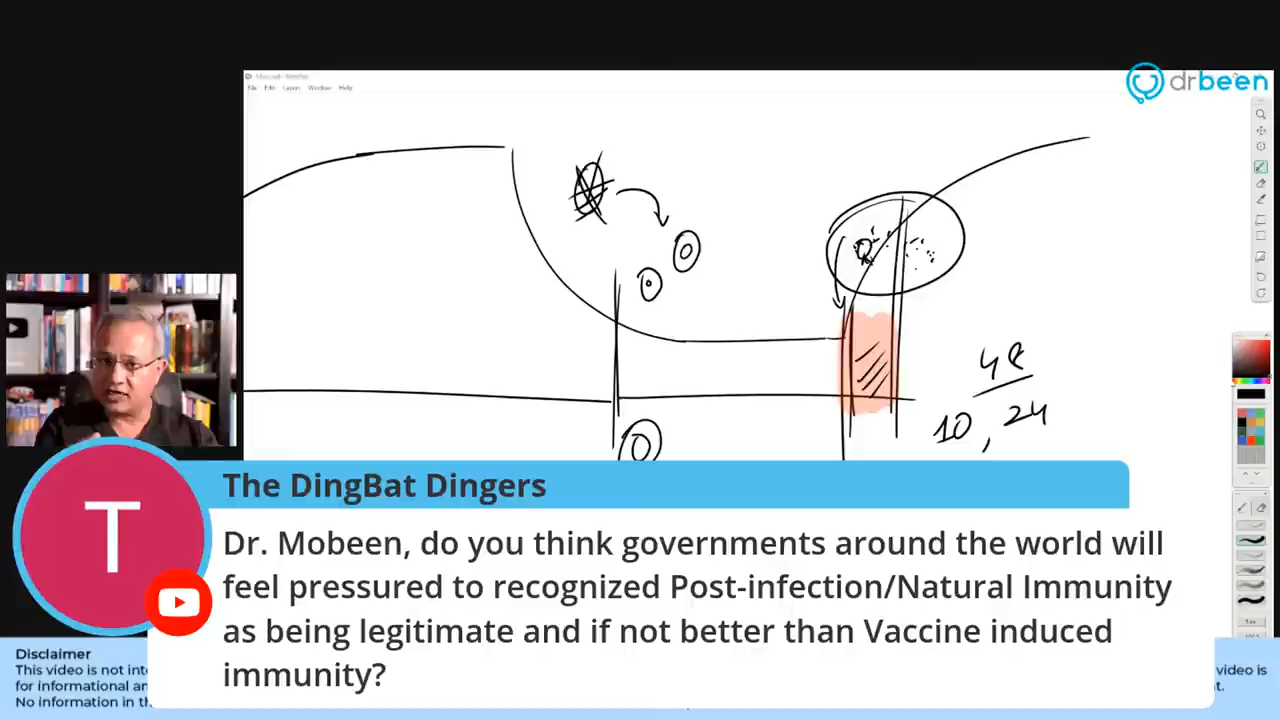 drbeen
File Edit Layers Window Help
48
10, 24
T
The DingBat Dingers
Dr. Mobeen, do you think governments around the world will
feel pressured to recognized Post-infection/Natural Immunity
as being legitimate and if not better than Vaccine induced
immunity?
Disclaimer
This video is not int
video is
for informational an
t.
No information in th